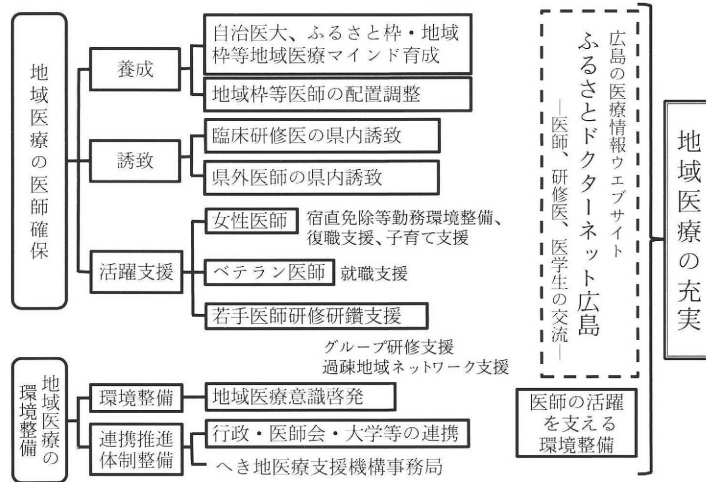 地域医療の医師確保
養成
自治医大、ふるさと枠・地域
枠等地域医療マインド育成
地域枠等医師の配置調整
誘致
臨床研修医の県内誘致
県外医師の県内誘致
活躍支援
女性医師
宿直免除等勤務環境整備、
復職支援、子育て支援
ベテラン医師
就職支援
若手医師研修研鑽支援
グループ研修支援
過疎地域ネットワーク支援
地域医療の
環境整備
環境整備
地域医療意識啓発
連携推進
体制整備
行政・医師会・大学等の連携
へき地医療支援機構事務局
広島の医療情報ウエブサイト
ふるさとドクターネット広島
―医師、研修医、医学生の交流―
医師の活躍
を支える
環境整備
地域医療の充実